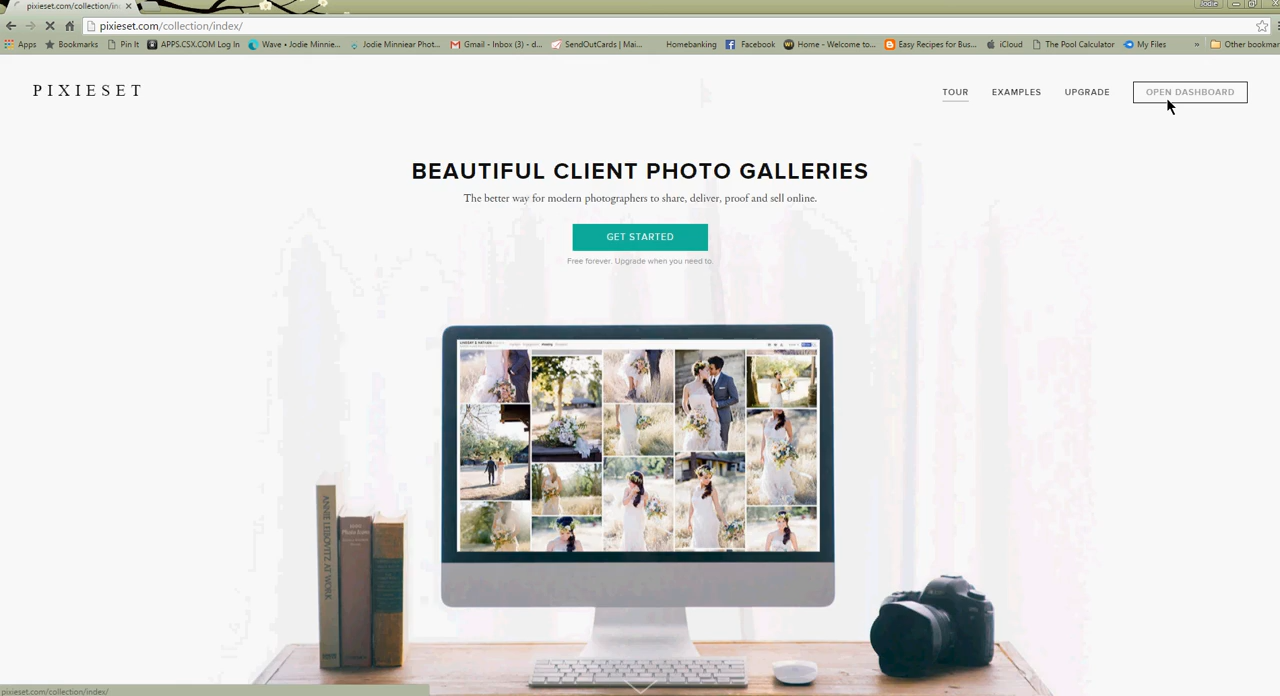 pixieset.com/collection/in
Jodie
pixieset.com/collection/index/
Apps Bookmarks Pin It APPS.CSX.COM Log In Wave • Jodie Minnie... Jodie Minniear Phot... Gmail - Inbox (3) - d... SendOutCards | Mai... Homebanking Facebook Home - Welcome to... Easy Recipes for Bus... iCloud The Pool Calculator My Files » Other bookmar
PIXIESET
TOUR EXAMPLES UPGRADE OPEN DASHBOARD
BEAUTIFUL CLIENT PHOTO GALLERIES
The better way for modern photographers to share, deliver, proof and sell online.
GET STARTED
Free forever. Upgrade when you need to.
ANNIE LEIBOVITZ AT WORK
pixieset.com/collection/index/